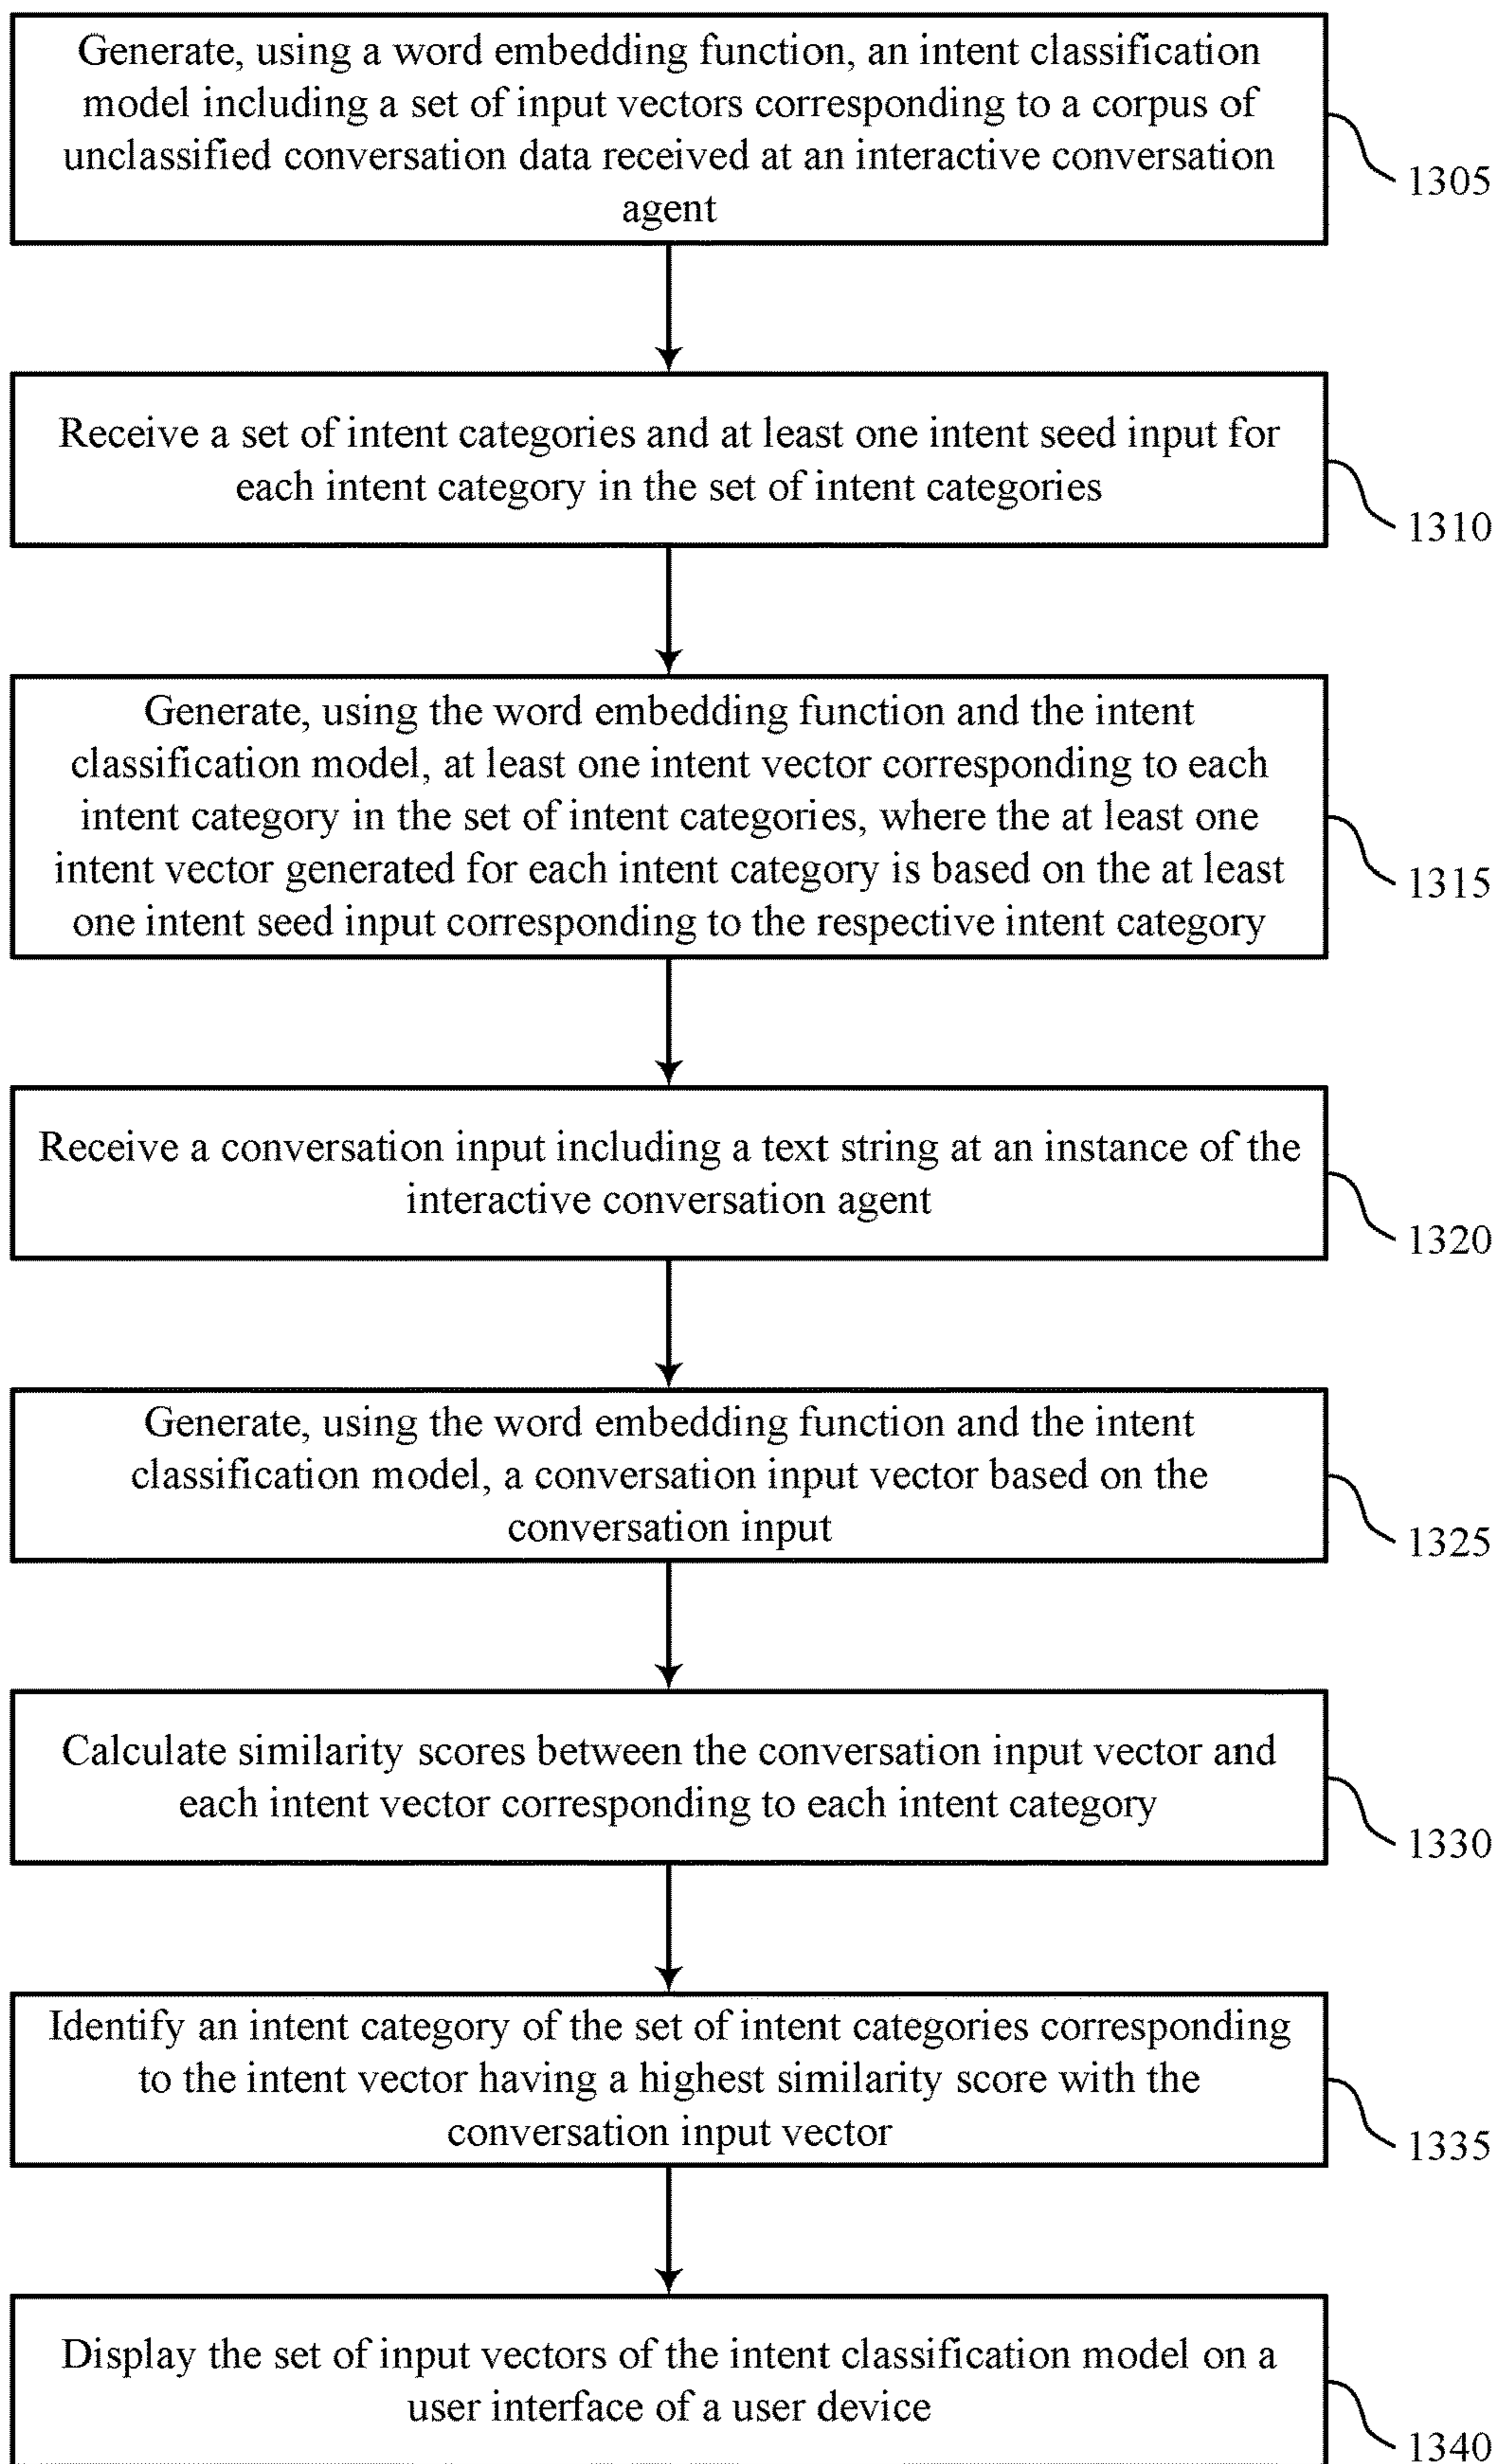 Generate, using a word embedding function, an intent classification
model including a set of input vectors corresponding to a corpus of
unclassified conversation data received at an interactive conversation
agent
1305
Receive a set of intent categories and at least one intent seed input for
each intent category in the set of intent categories
1310
Generate, using the word embedding function and the intent
classification model, at least one intent vector corresponding to each
intent category in the set of intent categories, where the at least one
intent vector generated for each intent category is based on the at least
one intent seed input corresponding to the respective intent category
1315
Receive a conversation input including a text string at an instance of the
interactive conversation agent
1320
Generate, using the word embedding function and the intent
classification model, a conversation input vector based on the
conversation input
1325
Calculate similarity scores between the conversation input vector and
each intent vector corresponding to each intent category
1330
Identify an intent category of the set of intent categories corresponding
to the intent vector having a highest similarity score with the
conversation input vector
1335
Display the set of input vectors of the intent classification model on a
user interface of a user device
1340